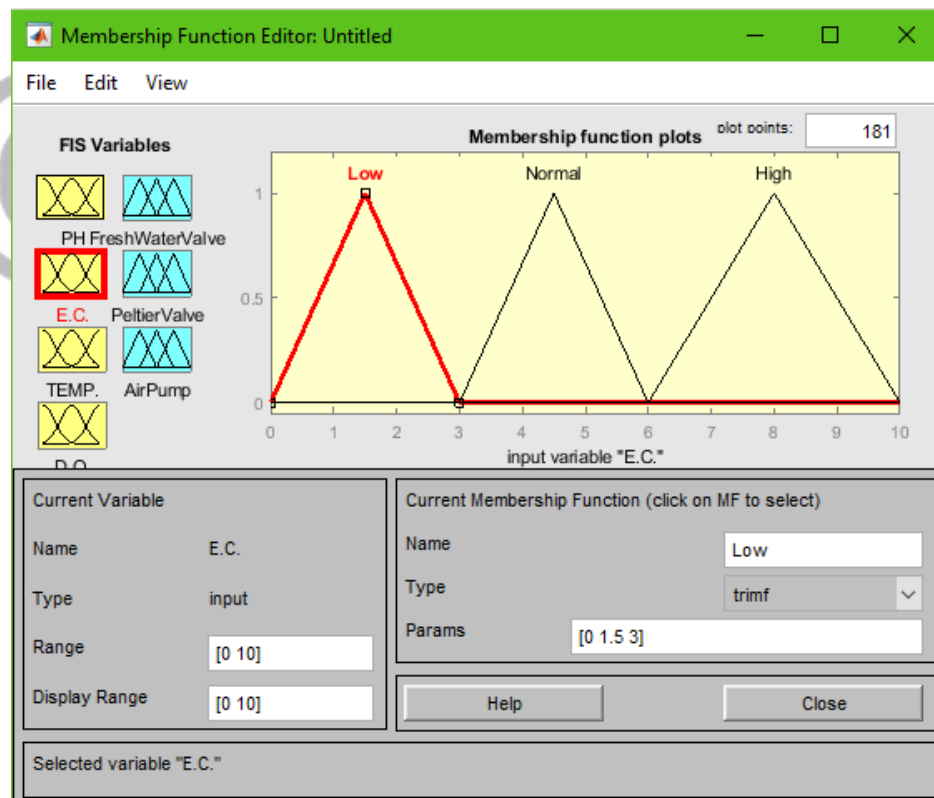 Membership Function Editor: Untitled
File Edit View
FIS Variables
Membership function plots
plot points:
181
PH FreshWaterValve
E.C. PeltierValve
TEMP. AirPump
D.O.
Low
Normal
High
1
0.5
0
0 1 2 3 4 5 6 7 8 9 10
input variable "E.C."
Current Variable
Name E.C.
Type input
Range [0 10]
Display Range [0 10]
Current Membership Function (click on MF to select)
Name Low
Type trimf
Params [0 1.5 3]
Help Close
Selected variable "E.C."